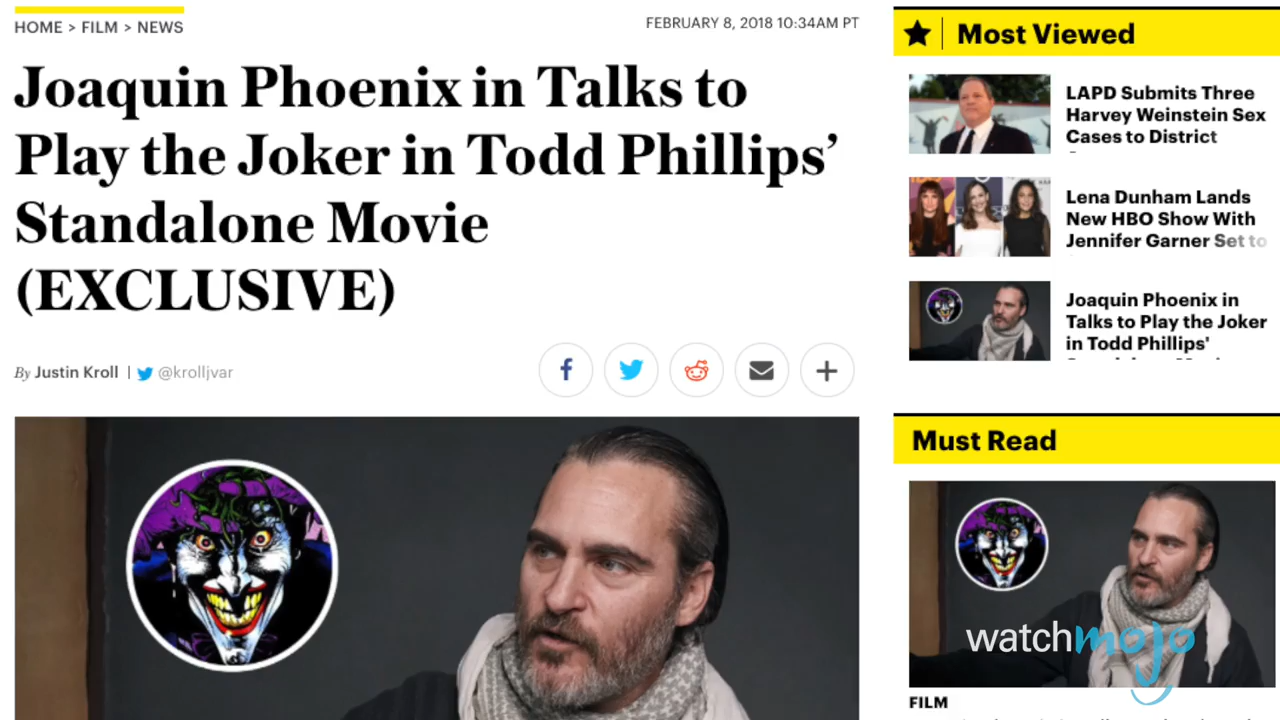 HOME > FILM > NEWS
FEBRUARY 8, 2018 10:34AM PT
Joaquin Phoenix in Talks to
Play the Joker in Todd Phillips’
Standalone Movie
(EXCLUSIVE)
By Justin Kroll | @krolljvar
Most Viewed
LAPD Submits Three
Harvey Weinstein Sex
Cases to District
Lena Dunham Lands
New HBO Show With
Jennifer Garner Set to
Joaquin Phoenix in
Talks to Play the Joker
in Todd Phillips'
Must Read
watchmojo
FILM